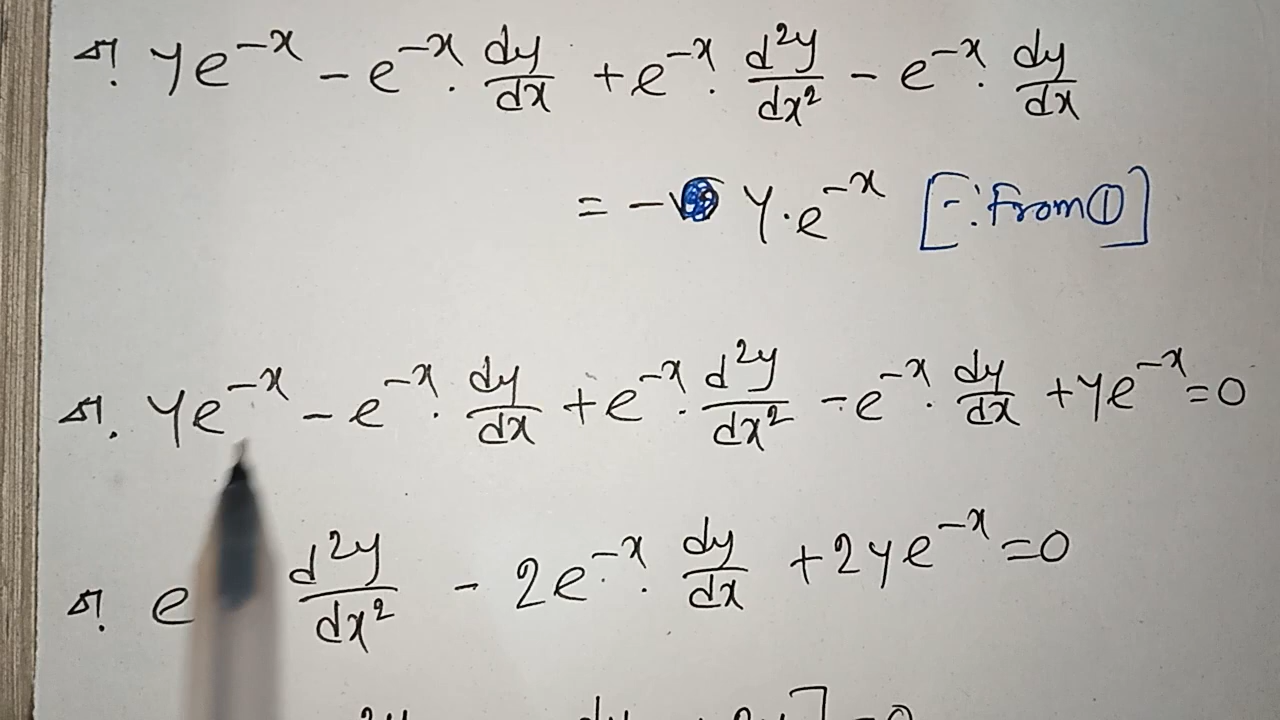 বা, ye^{-x} - e^{-x}. dy/dx + e^{-x}. d²y/dx² - e^{-x}. dy/dx
= - y.e^{-x} [∵ From ①]
বা, ye^{-x} - e^{-x}. dy/dx + e^{-x}. d²y/dx² - e^{-x}. dy/dx + ye^{-x} = 0
বা, e d²y/dx² - 2e^{-x}. dy/dx + 2ye^{-x} = 0